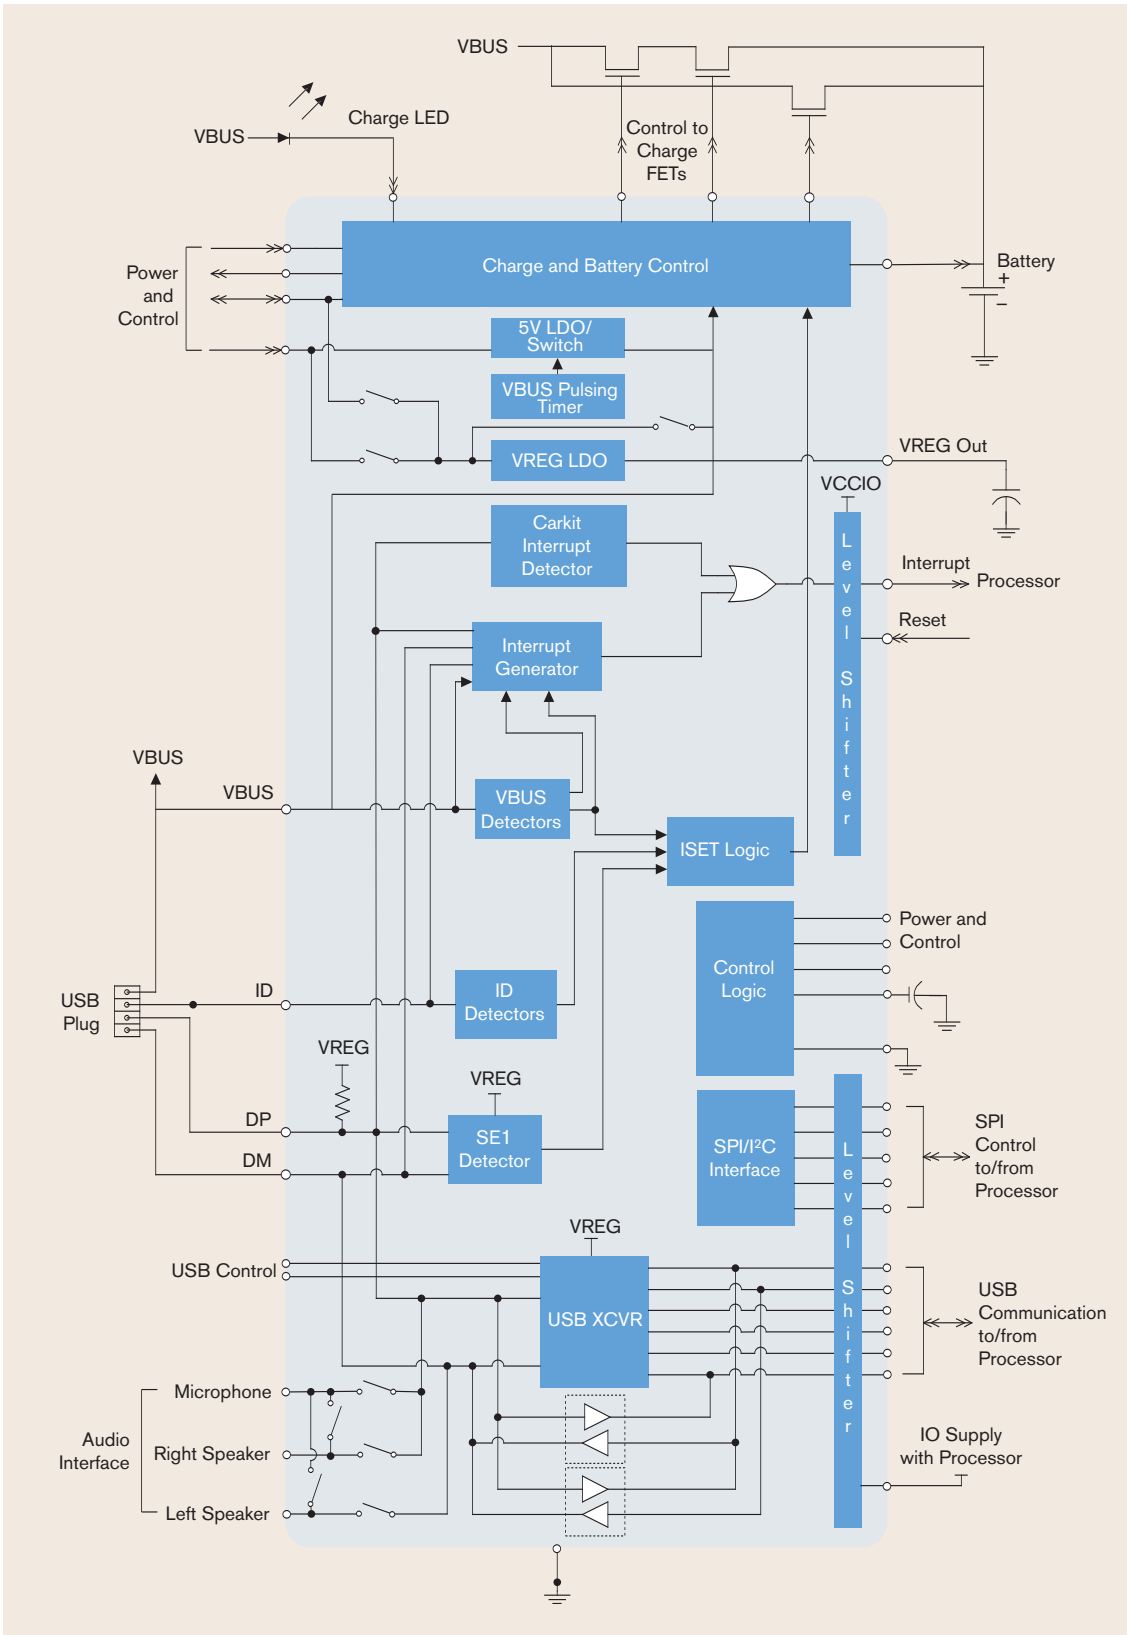 VBUS
Charge LED
VBUS
Control to
Charge
FETs
Power
and
Control
Charge and Battery Control
Battery
+
−
5V LDO/
Switch
VBUS Pulsing
Timer
VREG LDO
VREG Out
VCCIO
Carkit
Interrupt
Detector
Level Shifter
Interrupt
Processor
Reset
Interrupt
Generator
VBUS
VBUS
VBUS
Detectors
ISET Logic
Power and
Control
Control
Logic
USB
Plug
ID
ID
Detectors
VREG
VREG
DP
SE1
Detector
DM
SPI/I²C
Interface
Level Shifter
SPI
Control
to/from
Processor
VREG
USB Control
USB XCVR
USB
Communication
to/from
Processor
Microphone
Audio
Interface
Right Speaker
Left Speaker
IO Supply
with Processor